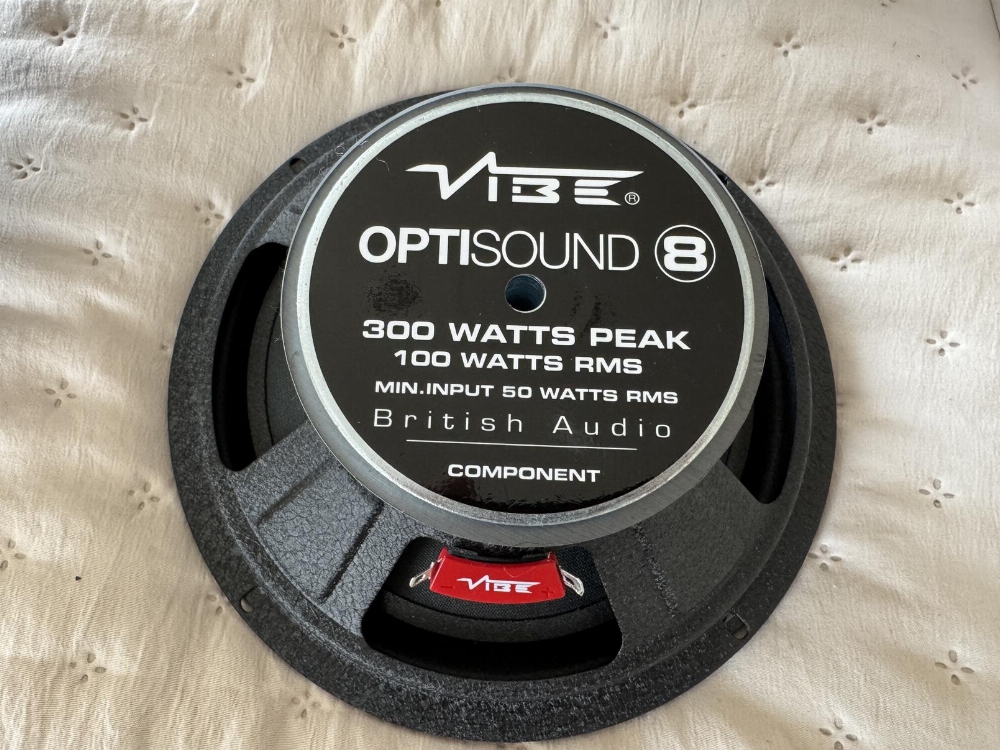 VIBE®
OPTISOUND 8
300 WATTS PEAK
100 WATTS RMS
MIN.INPUT 50 WATTS RMS
British Audio
COMPONENT
VIBE
- +